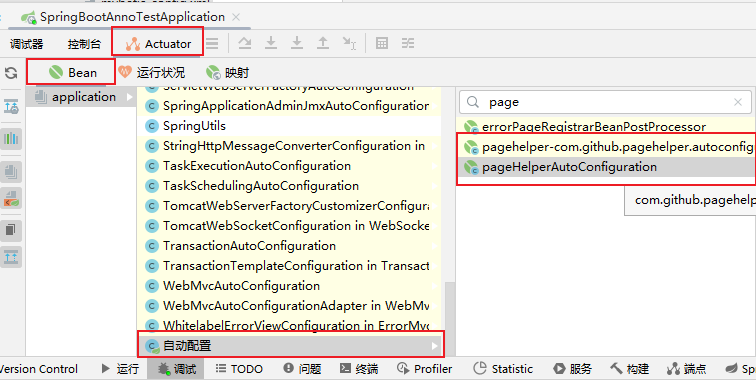 SpringBootAnnoTestApplication
调试器 控制台 Actuator
Bean 运行状况 映射
application
ServletWebServerFactoryAutoConfiguration
SpringApplicationAdminJmxAutoConfiguration
SpringUtils
StringHttpMessageConverterConfiguration in
TaskExecutionAutoConfiguration
TaskSchedulingAutoConfiguration
TomcatWebServerFactoryCustomizerConfigura
TomcatWebSocketConfiguration in WebSocke
TransactionAutoConfiguration
TransactionTemplateConfiguration in Transact
WebMvcAutoConfiguration
WebMvcAutoConfigurationAdapter in WebMv
WhitelabelErrorViewConfiguration in ErrorMvc
自动配置
page
errorPageRegistrarBeanPostProcessor
pagehelper-com.github.pagehelper.autoconfig
pageHelperAutoConfiguration
com.github.pagehelp
Version Control 运行 调试 TODO 问题 终端 Profiler Statistic 服务 构建 端点 Sp